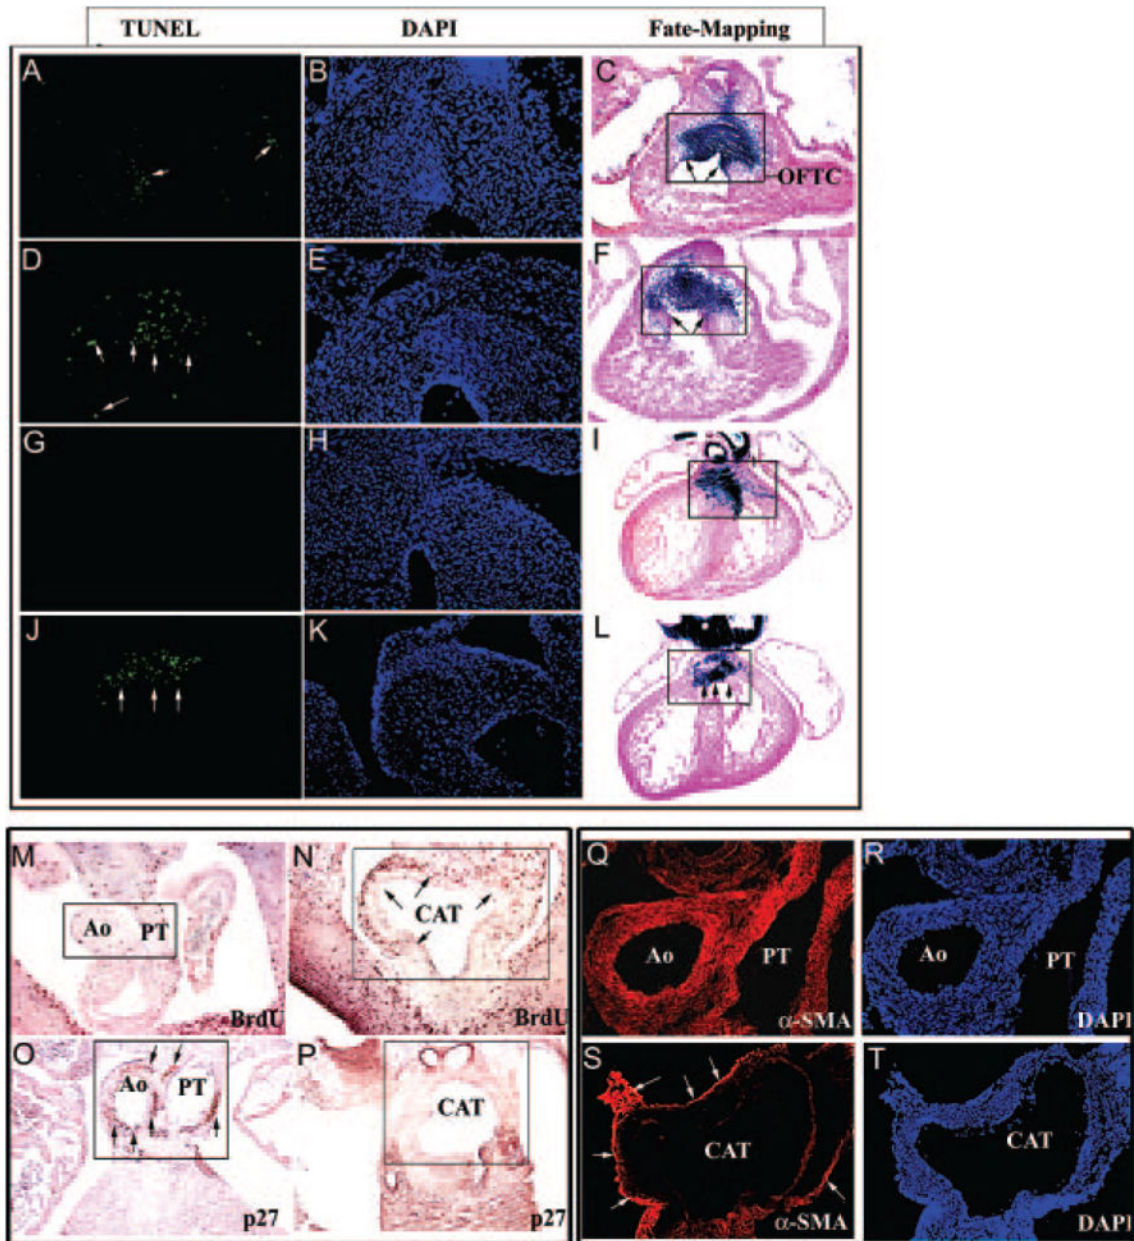 TUNEL DAPI Fate-Mapping
A B C
OFTC
D E F
G H I
J K L
M Ao PT BrdU
N CAT BrdU
O Ao PT p27
P CAT p27
Q Ao PT α-SMA
R Ao PT DAPI
S CAT α-SMA
T CAT DAPI